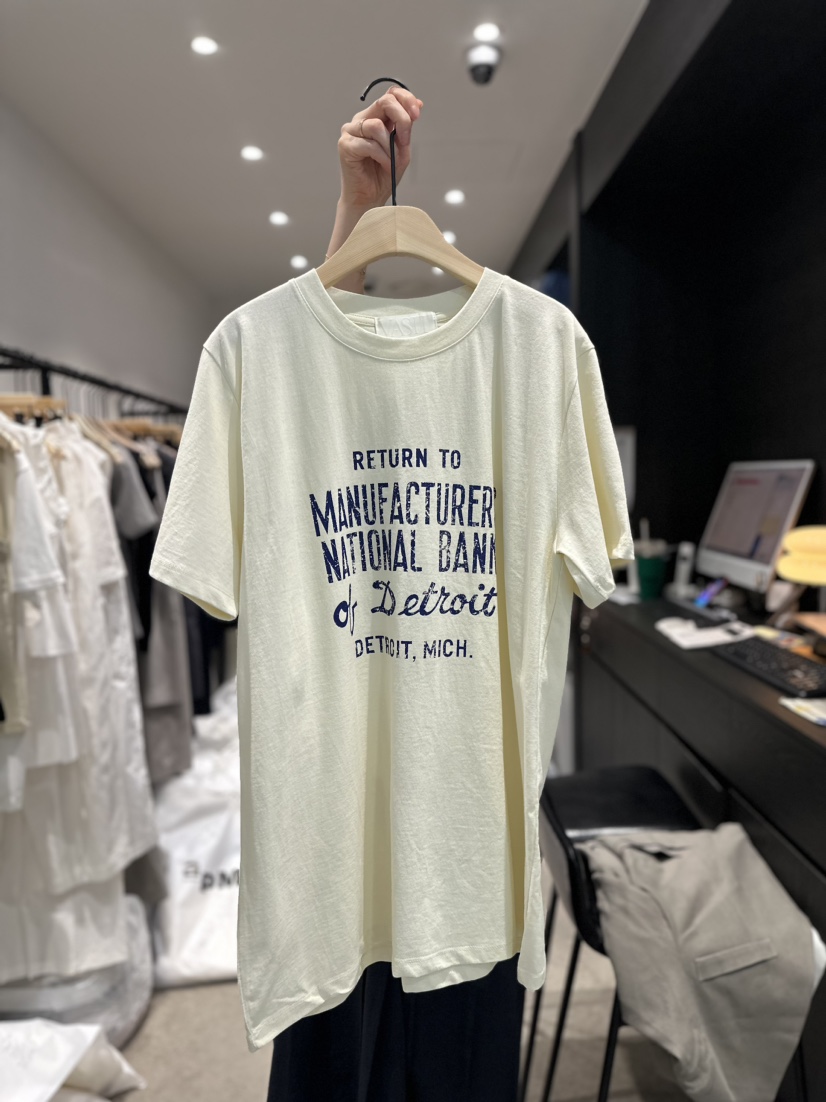 RETURN TO
MANUFACTURER'
NATIONAL BANK
of Detroit
DETROIT, MICH.